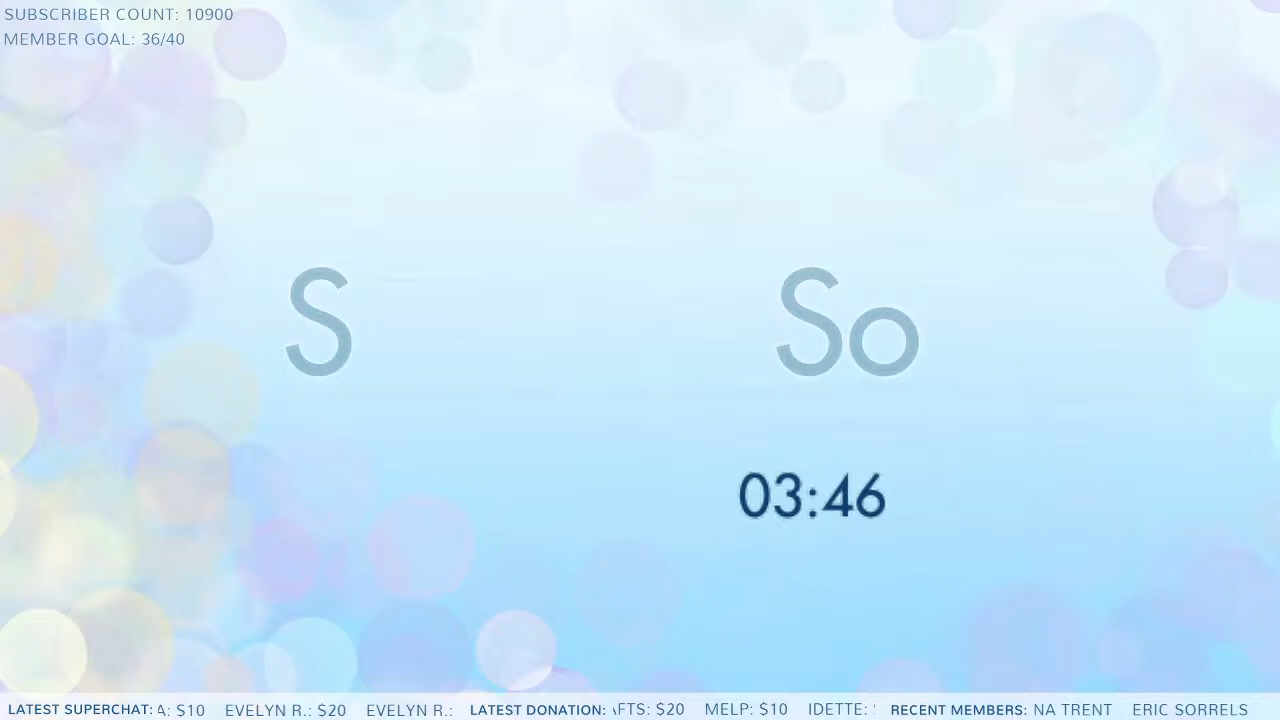 SUBSCRIBER COUNT: 10900
MEMBER GOAL: 36/40
S So
03:46
LATEST SUPERCHAT: A: $10 EVELYN R.: $20 EVELYN R.: LATEST DONATION: AFTS: $20 MELP: $10 IDETTE: RECENT MEMBERS: NA TRENT ERIC SORRELS